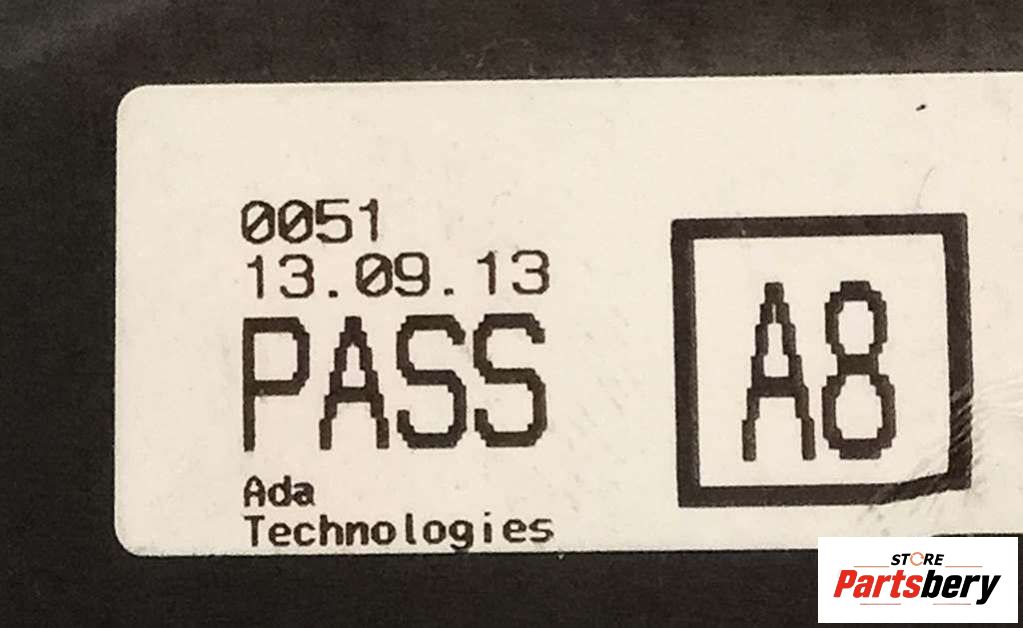 0051
13.09.13
PASS
Ada
Technologies
A8
STORE
Partsbery